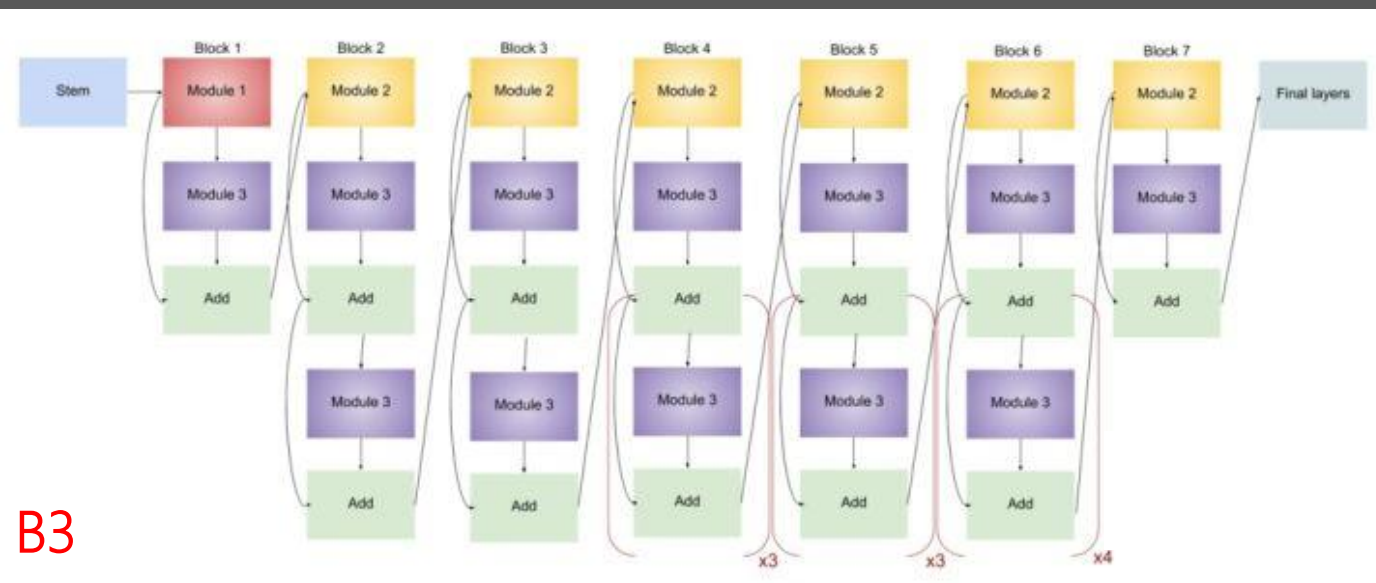 Block 1
Block 2
Block 3
Block 4
Block 5
Block 6
Block 7
Stem
Module 1
Module 2
Module 2
Module 2
Module 2
Module 2
Module 2
Final layers
Module 3
Module 3
Module 3
Module 3
Module 3
Module 3
Module 3
Add
Add
Add
Add
Add
Add
Add
Module 3
Module 3
Module 3
Module 3
Module 3
Add
Add
Add
Add
Add
B3
x3
x3
x4